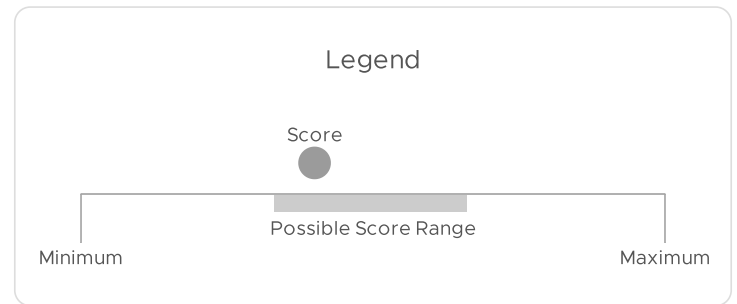 Legend
Score
Possible Score Range
Minimum
Maximum